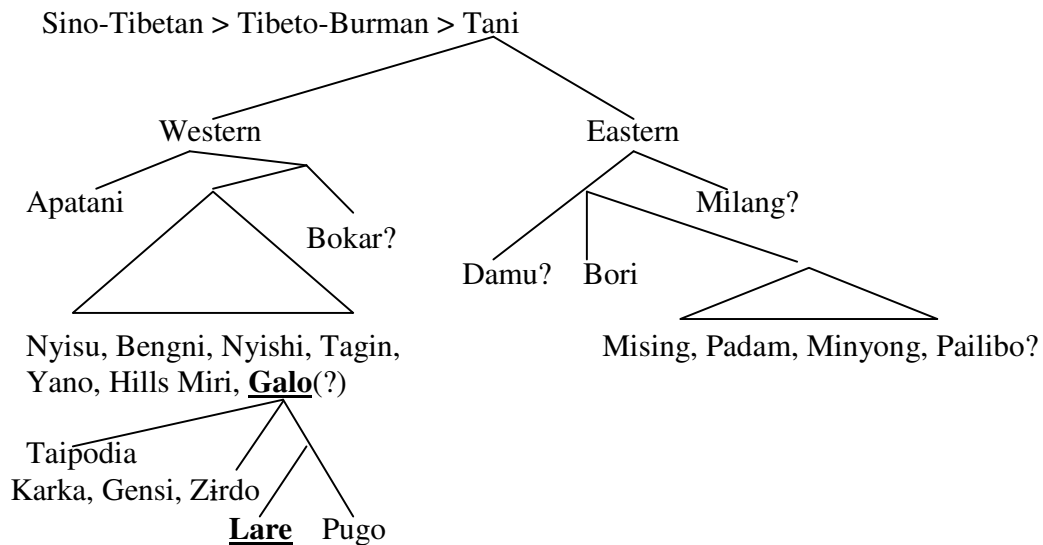 Sino-Tibetan > Tibeto-Burman > Tani
Western Eastern
Apatani Milang?
Bokar?
Damu? Bori
Nyisu, Bengni, Nyishi, Tagin, Mising, Padam, Minyong, Pailibo?
Yano, Hills Miri, Galo(?)
Taipodia
Karka, Gensi, Zɨrdo
Lare Pugo